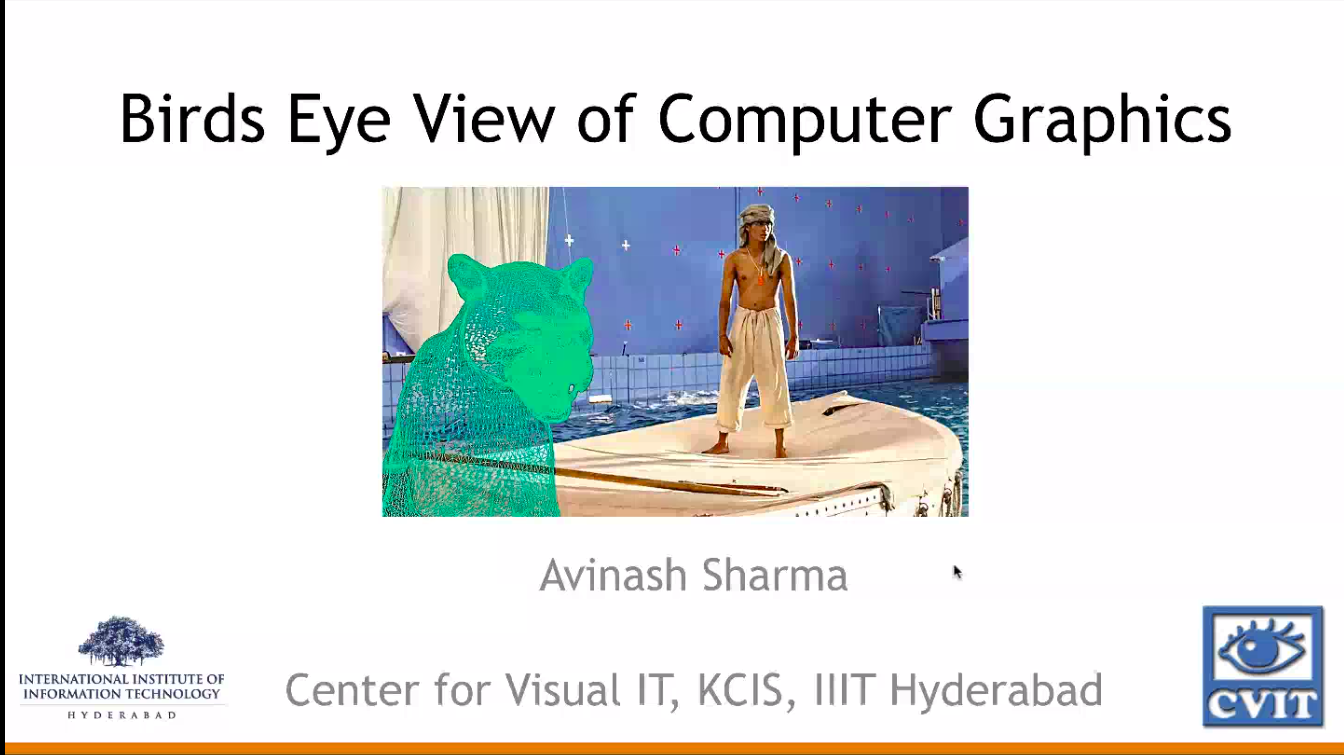 Birds Eye View of Computer Graphics
Avinash Sharma
INTERNATIONAL INSTITUTE OF
INFORMATION TECHNOLOGY
HYDERABAD
Center for Visual IT, KCIS, IIIT Hyderabad
CVIT